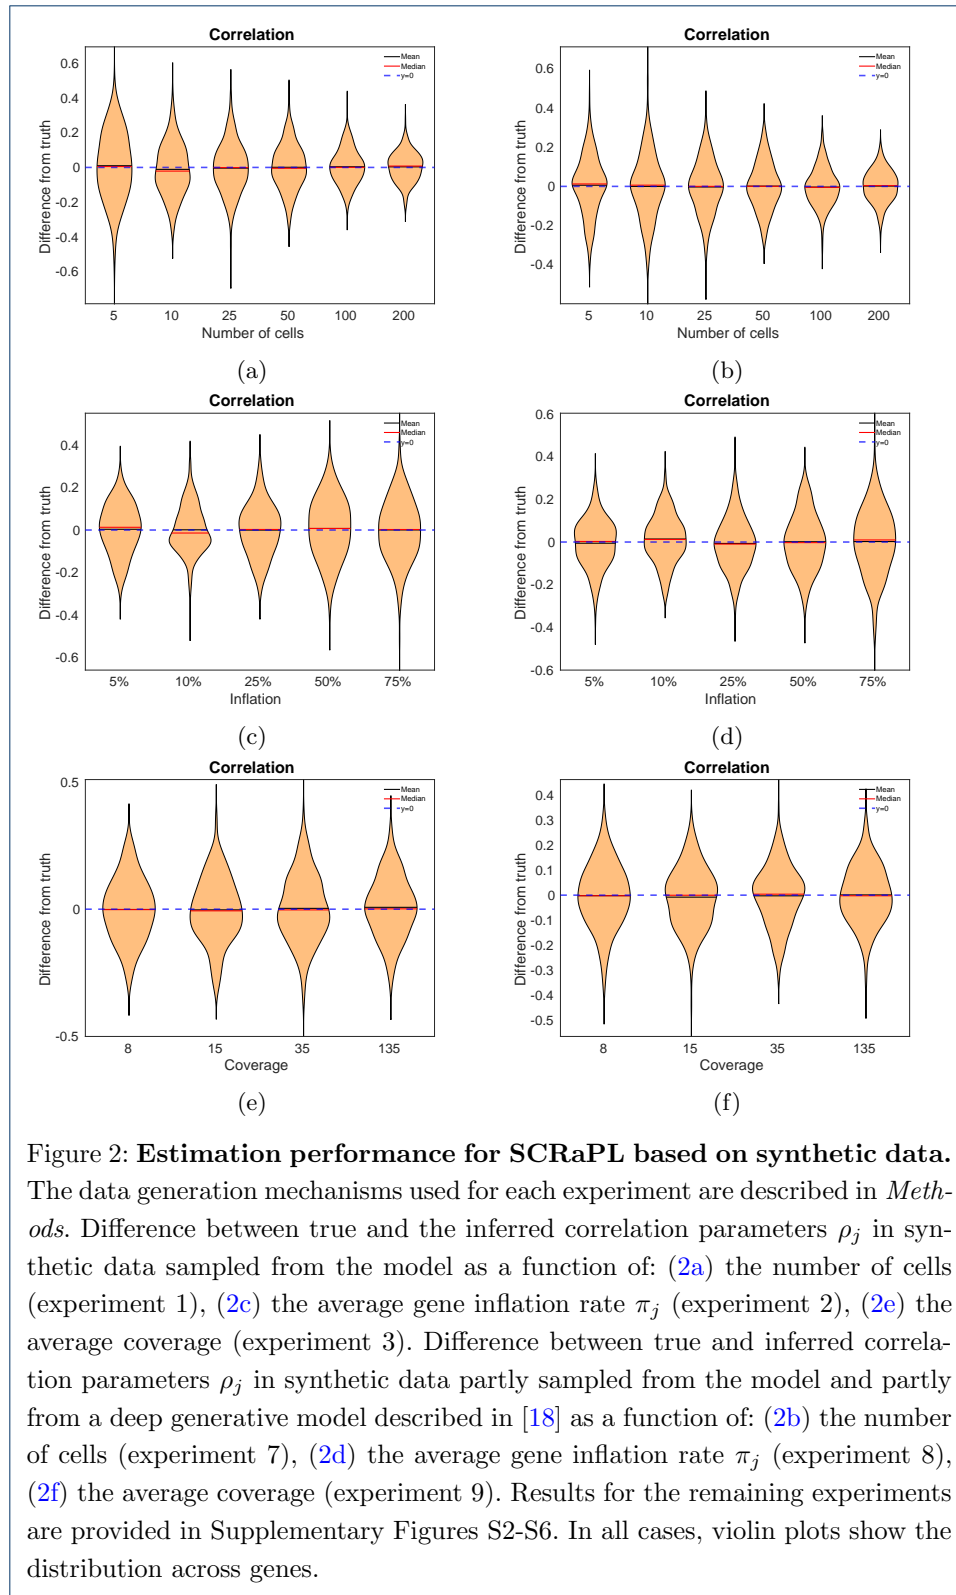 Correlation
Mean
Median
y=0
Difference from truth
0.6
0.4
0.2
0
-0.2
-0.4
-0.6
5 10 25 50 100 200
Number of cells
(a)
Correlation
Mean
Median
y=0
Difference from truth
0.6
0.4
0.2
0
-0.2
-0.4
5 10 25 50 100 200
Number of cells
(b)
Correlation
Mean
Median
y=0
Difference from truth
0.4
0.2
0
-0.2
-0.4
-0.6
5% 10% 25% 50% 75%
Inflation
(c)
Correlation
Mean
Median
y=0
Difference from truth
0.6
0.4
0.2
0
-0.2
-0.4
-0.6
5% 10% 25% 50% 75%
Inflation
(d)
Correlation
Mean
Median
y=0
Difference from truth
0.5
0
-0.5
8 15 35 135
Coverage
(e)
Correlation
Mean
Median
y=0
Difference from truth
0.4
0.3
0.2
0.1
0
-0.1
-0.2
-0.3
-0.4
-0.5
8 15 35 135
Coverage
(f)
Figure 2: Estimation performance for SCRaPL based on synthetic data.
The data generation mechanisms used for each experiment are described in Meth-
ods. Difference between true and the inferred correlation parameters ρj in syn-
thetic data sampled from the model as a function of: (2a) the number of cells
(experiment 1), (2c) the average gene inflation rate πj (experiment 2), (2e) the
average coverage (experiment 3). Difference between true and inferred correla-
tion parameters ρj in synthetic data partly sampled from the model and partly
from a deep generative model described in [18] as a function of: (2b) the number
of cells (experiment 7), (2d) the average gene inflation rate πj (experiment 8),
(2f) the average coverage (experiment 9). Results for the remaining experiments
are provided in Supplementary Figures S2-S6. In all cases, violin plots show the
distribution across genes.